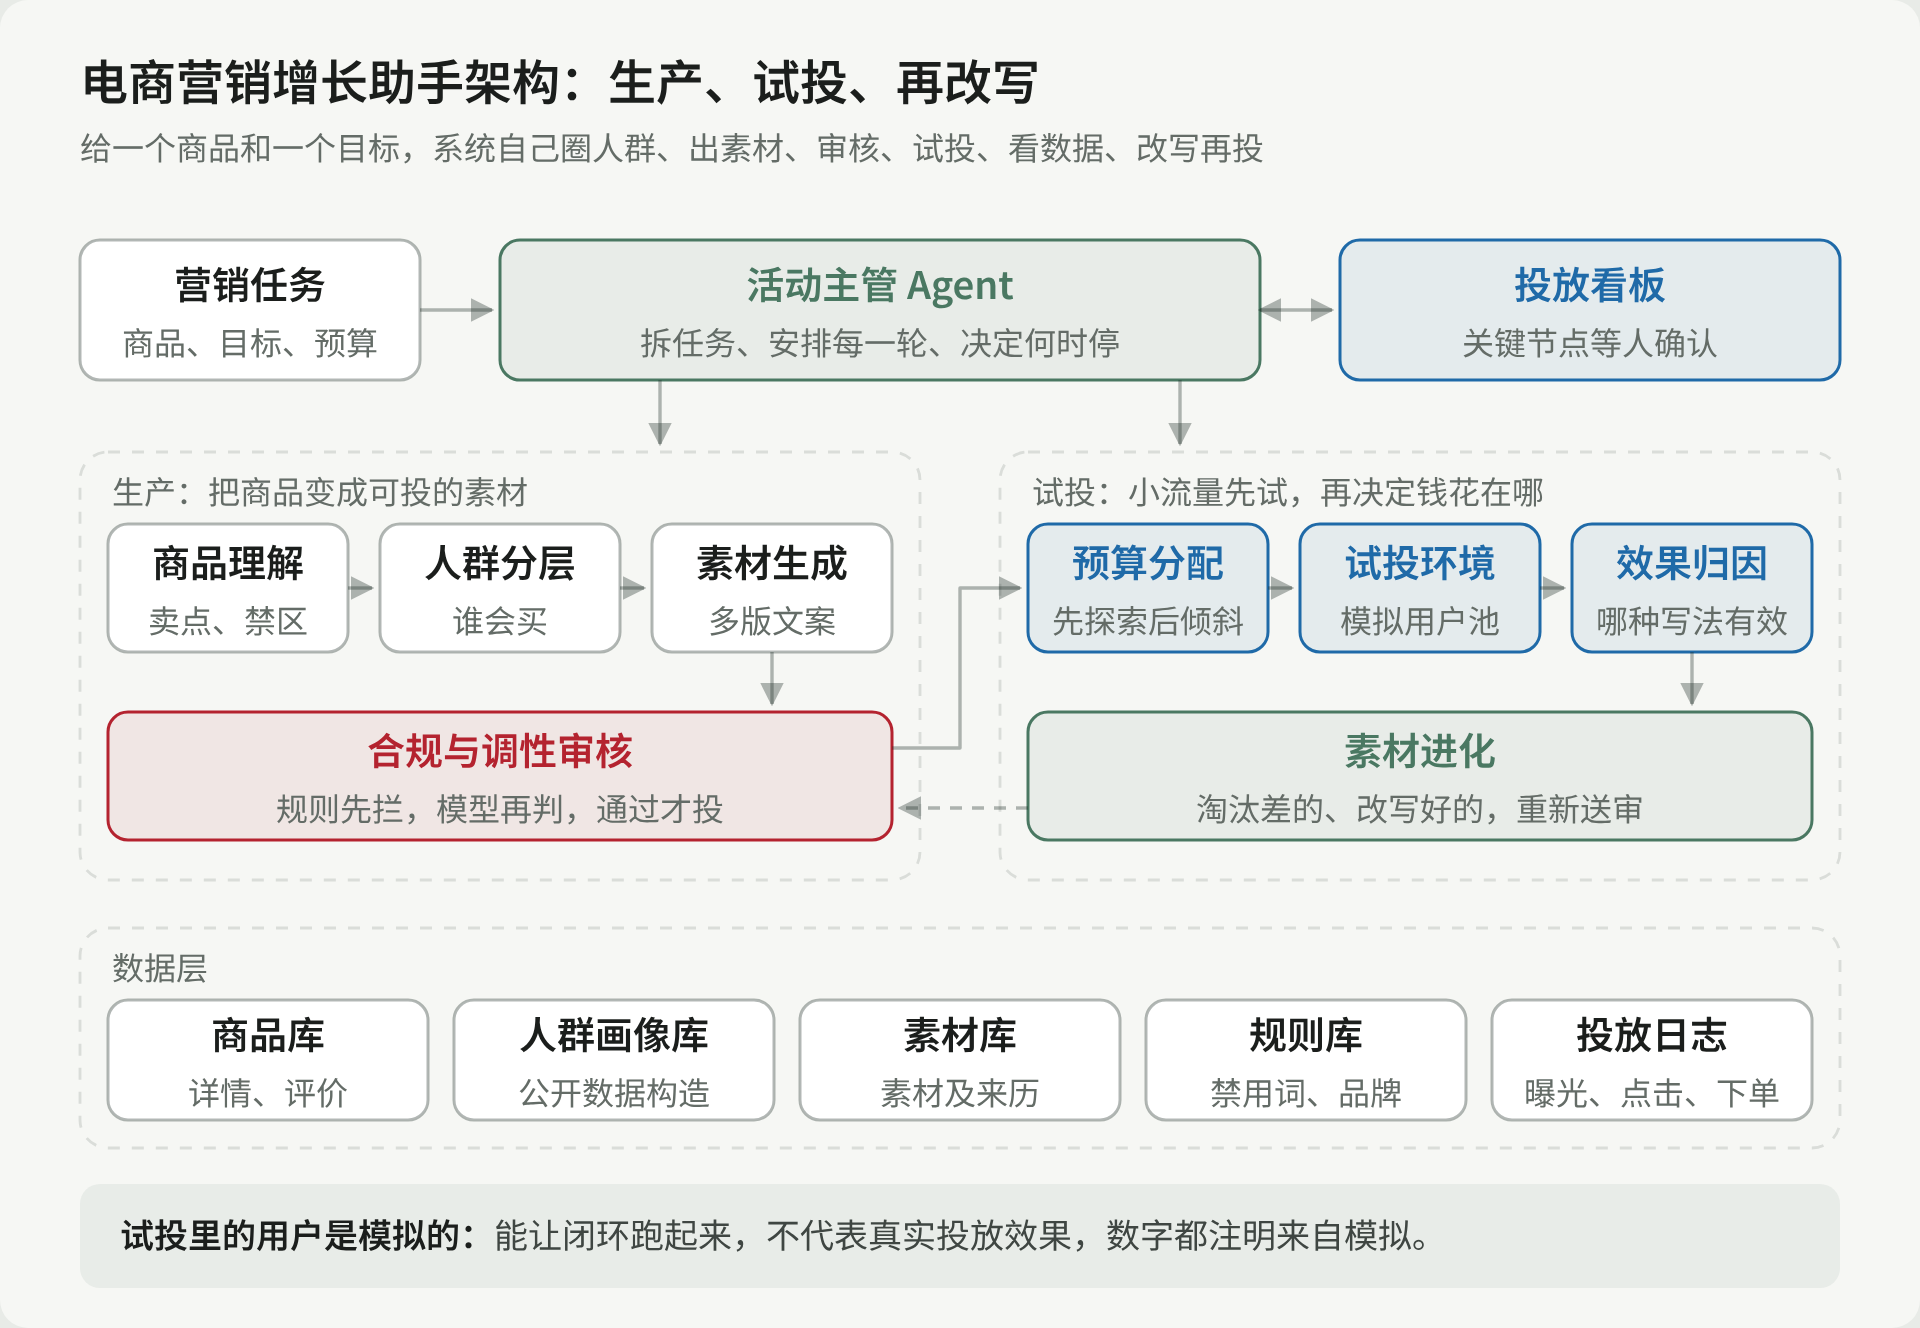 电商营销增长助手架构：生产、试投、再改写
给一个商品和一个目标，系统自己圈人群、出素材、审核、试投、看数据、改写再投
营销任务
商品、目标、预算
活动主管 Agent
拆任务、安排每一轮、决定何时停
投放看板
关键节点等人确认
生产：把商品变成可投的素材
商品理解
卖点、禁区
人群分层
谁会买
素材生成
多版文案
合规与调性审核
规则先拦，模型再判，通过才投
试投：小流量先试，再决定钱花在哪
预算分配
先探索后倾斜
试投环境
模拟用户池
效果归因
哪种写法有效
素材进化
淘汰差的、改写好的，重新送审
数据层
商品库
详情、评价
人群画像库
公开数据构造
素材库
素材及来历
规则库
禁用词、品牌
投放日志
曝光、点击、下单
试投里的用户是模拟的：能让闭环跑起来，不代表真实投放效果，数字都注明来自模拟。